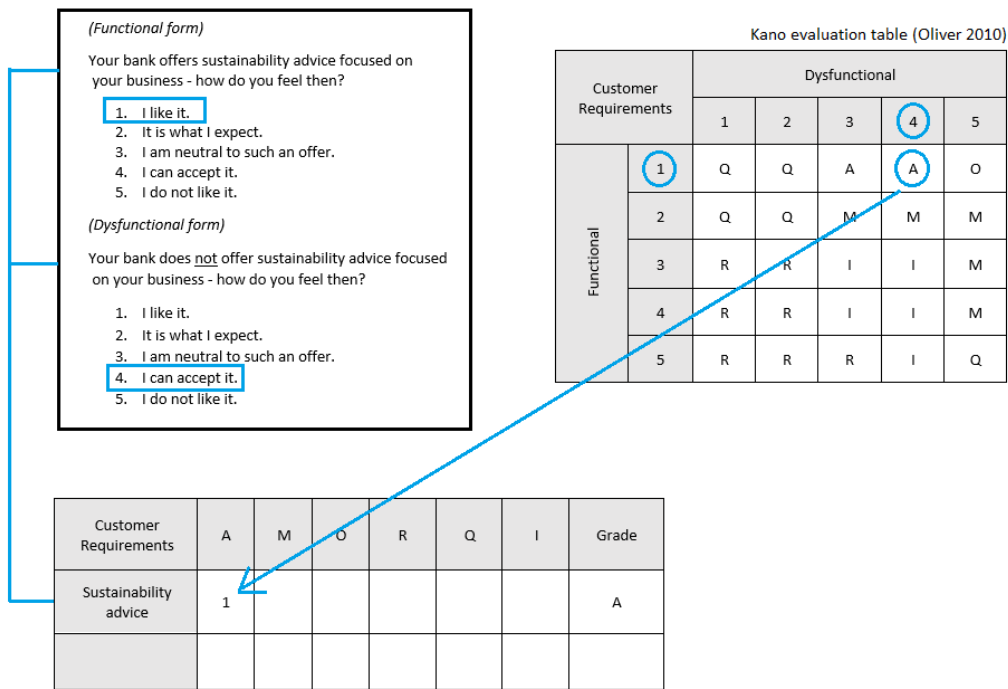 (Functional form)
Your bank offers sustainability advice focused on
your business - how do you feel then?
1. I like it.
2. It is what I expect.
3. I am neutral to such an offer.
4. I can accept it.
5. I do not like it.
(Dysfunctional form)
Your bank does not offer sustainability advice focused
on your business - how do you feel then?
1. I like it.
2. It is what I expect.
3. I am neutral to such an offer.
4. I can accept it.
5. I do not like it.
Kano evaluation table (Oliver 2010)
Customer
Requirements
Dysfunctional
1 2 3 4 5
Functional
1 Q Q A A O
2 Q Q M M M
3 R R I I M
4 R R I I M
5 R R R I Q
Customer
Requirements
A M O R Q I Grade
Sustainability
advice
1 A